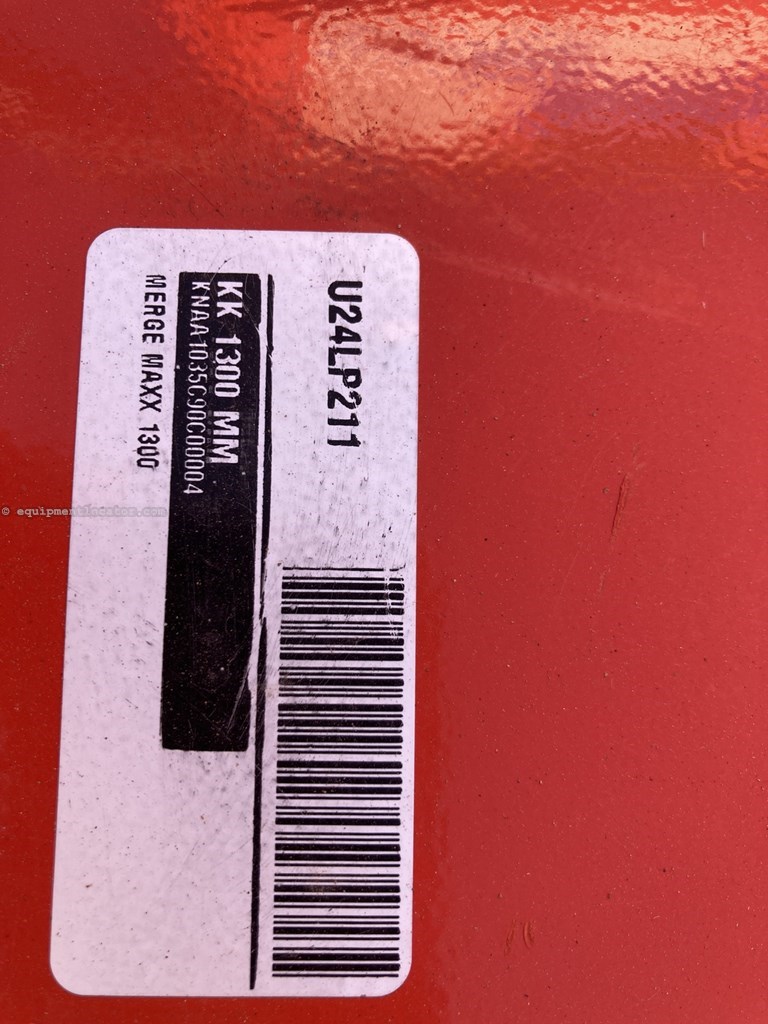 U24LP211
KK 1300 MM
KNAA1035C90C00004
MERGE MAXX 1300
© equipmentlocator.com